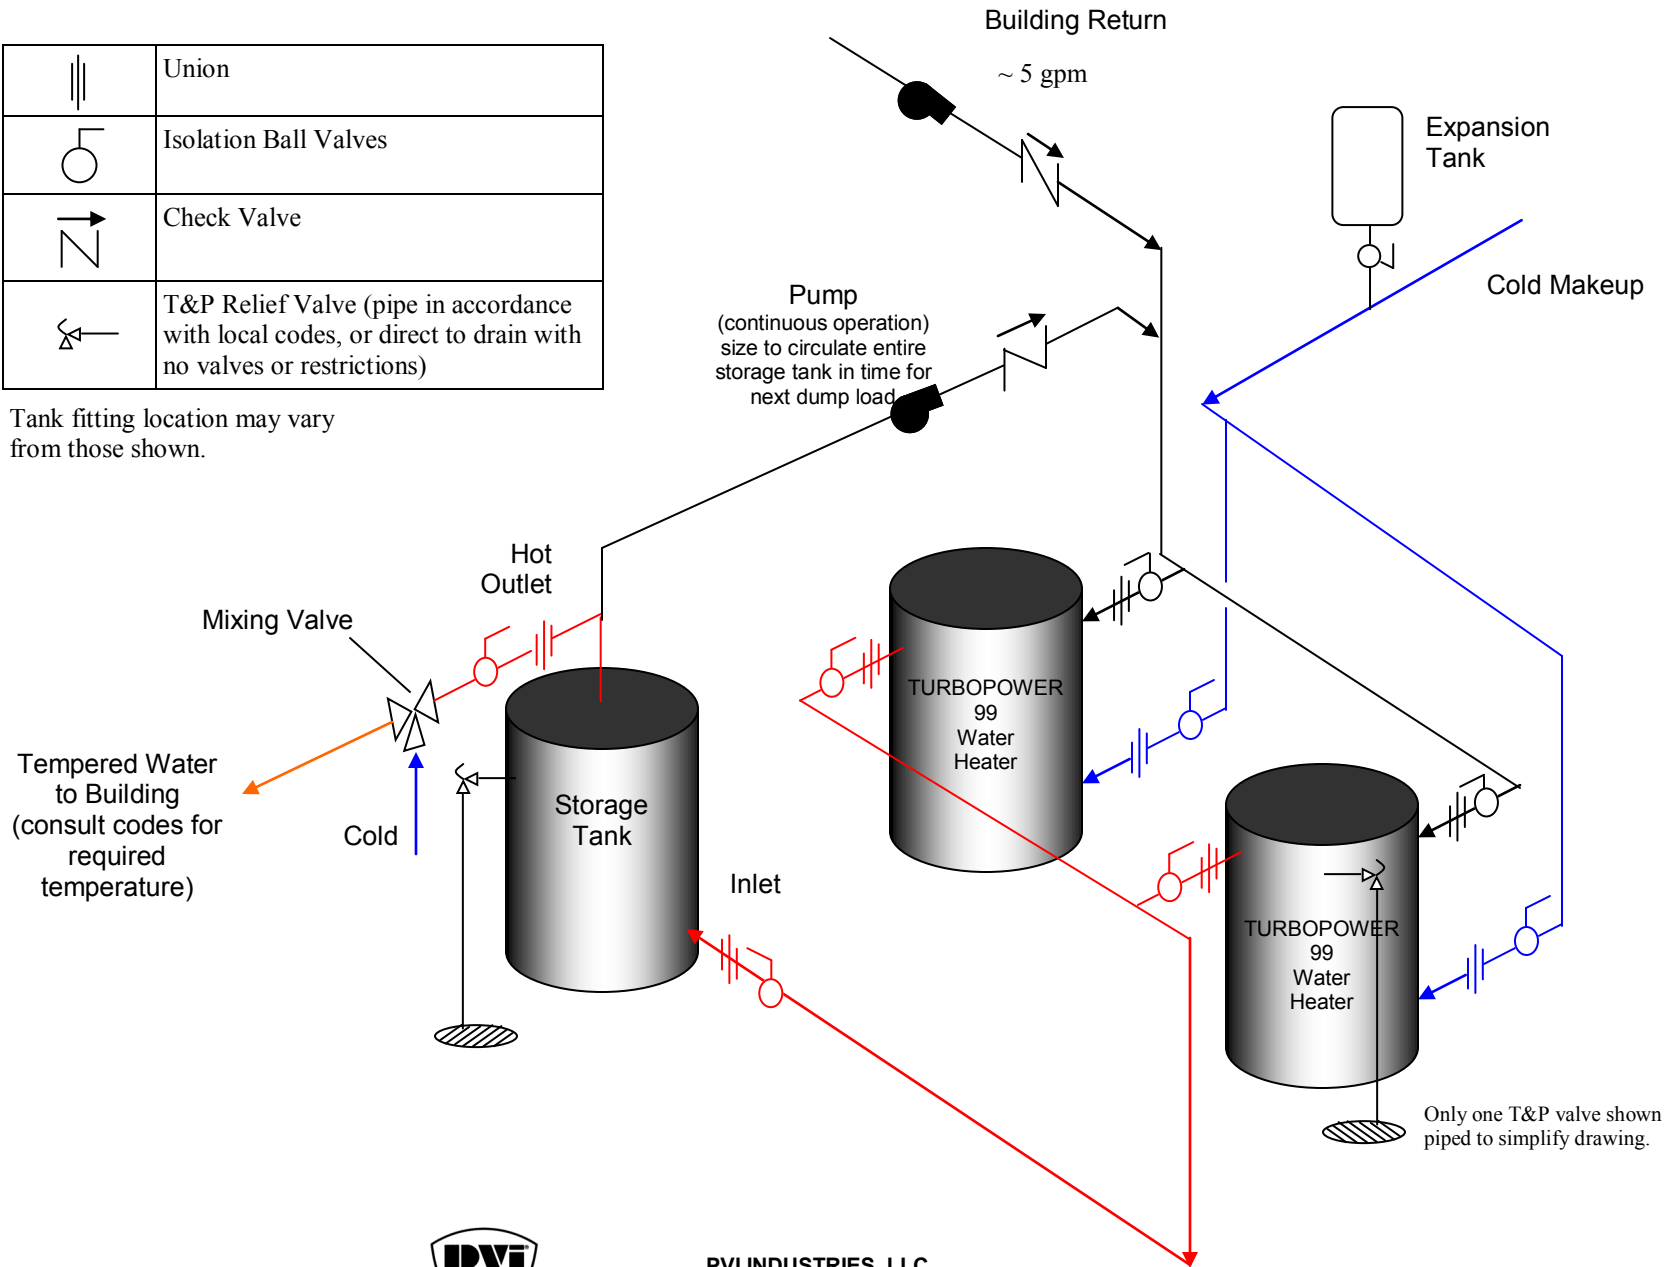 Building Return
~ 5 gpm
Union
Isolation Ball Valves
Check Valve
T&P Relief Valve (pipe in accordance
with local codes, or direct to drain with
no valves or restrictions)
Tank fitting location may vary
from those shown.
Expansion
Tank
Cold Makeup
Pump
(continuous operation)
size to circulate entire
storage tank in time for
next dump load
Hot
Outlet
Mixing Valve
Tempered Water
to Building
(consult codes for
required
temperature)
Cold
Storage
Tank
Inlet
TURBOPOWER
99
Water
Heater
TURBOPOWER
99
Water
Heater
Only one T&P valve shown
piped to simplify drawing.
PVI
PVI INDUSTRIES, LLC